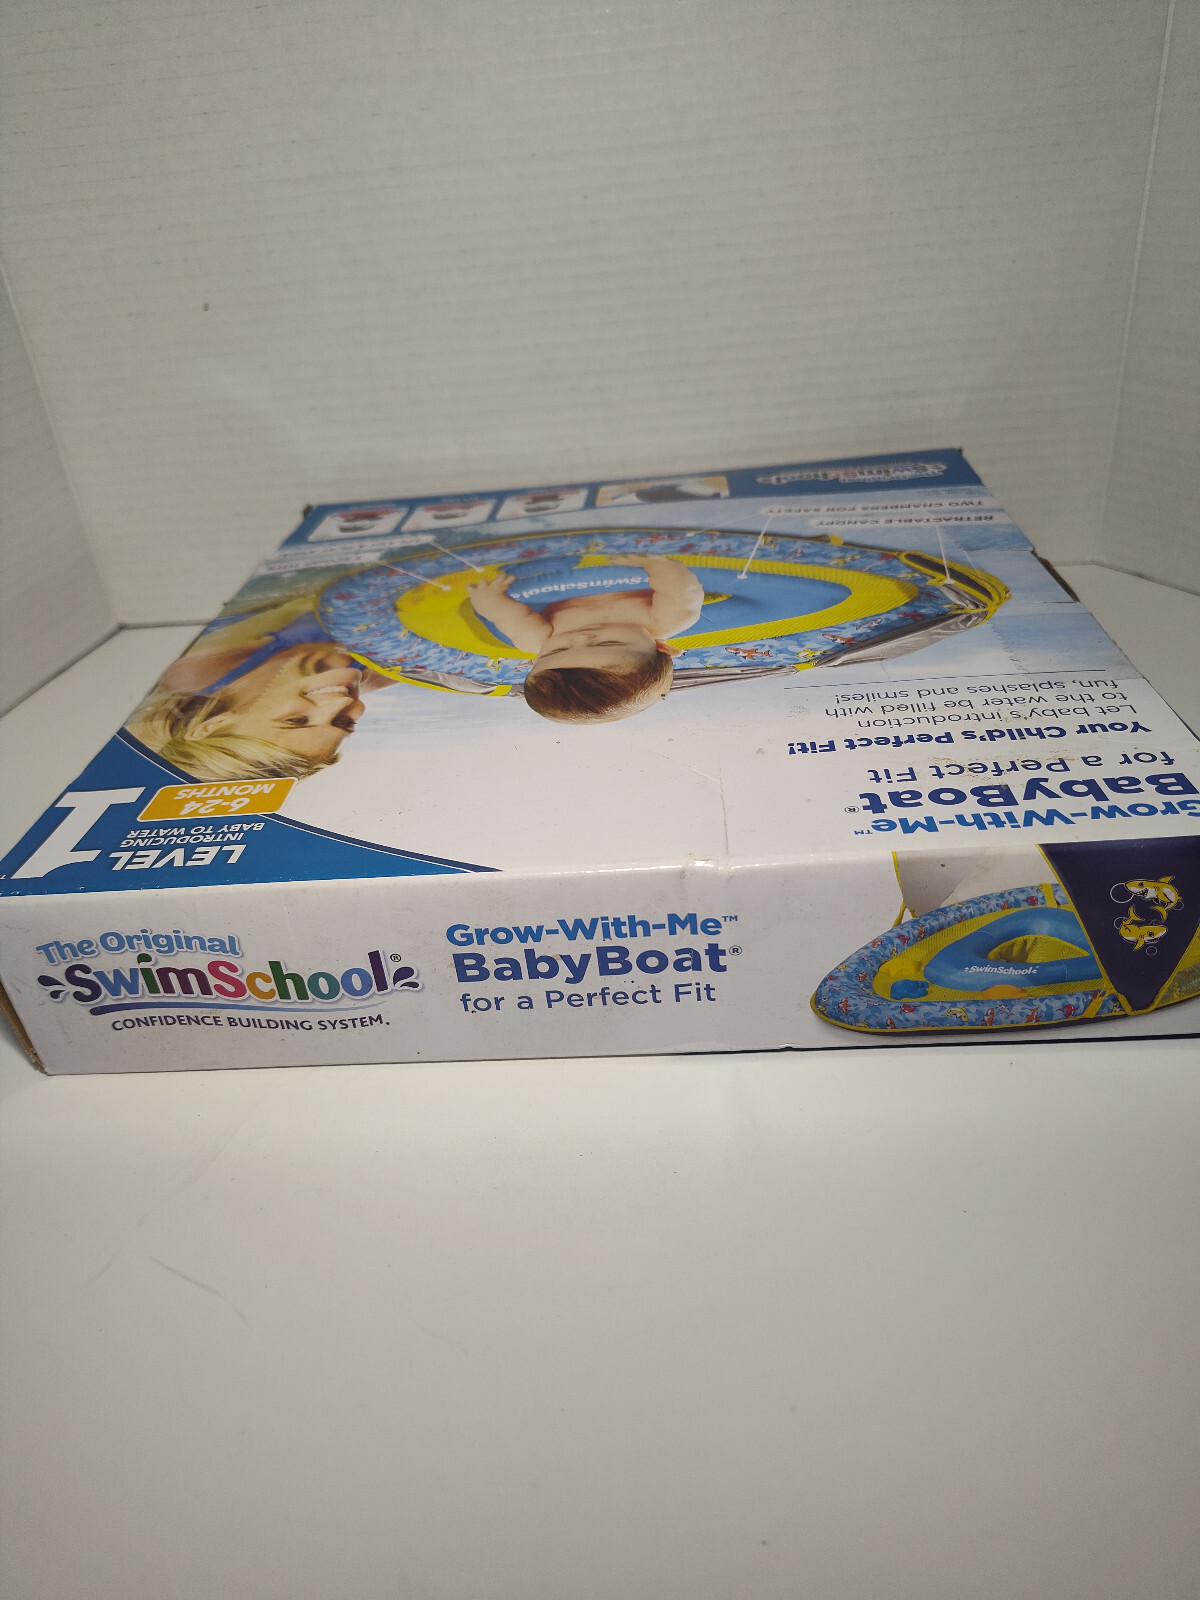 The Original
SwimSchool®
CONFIDENCE BUILDING SYSTEM.
Grow-With-Me™
BabyBoat®
for a Perfect Fit
SwimSchool
Grow-With-Me™
BabyBoat®
for a Perfect Fit
Your Child's Perfect Fit!
Let baby's introduction
to the water be filled with
fun, splashes and smiles!
LEVEL
1
INTRODUCING
BABY TO WATER
6-24
MONTHS
SwimSchool
RETRACTABLE CANOPY
TWO CHAMBERS FOR SAFETY
SwimSchool